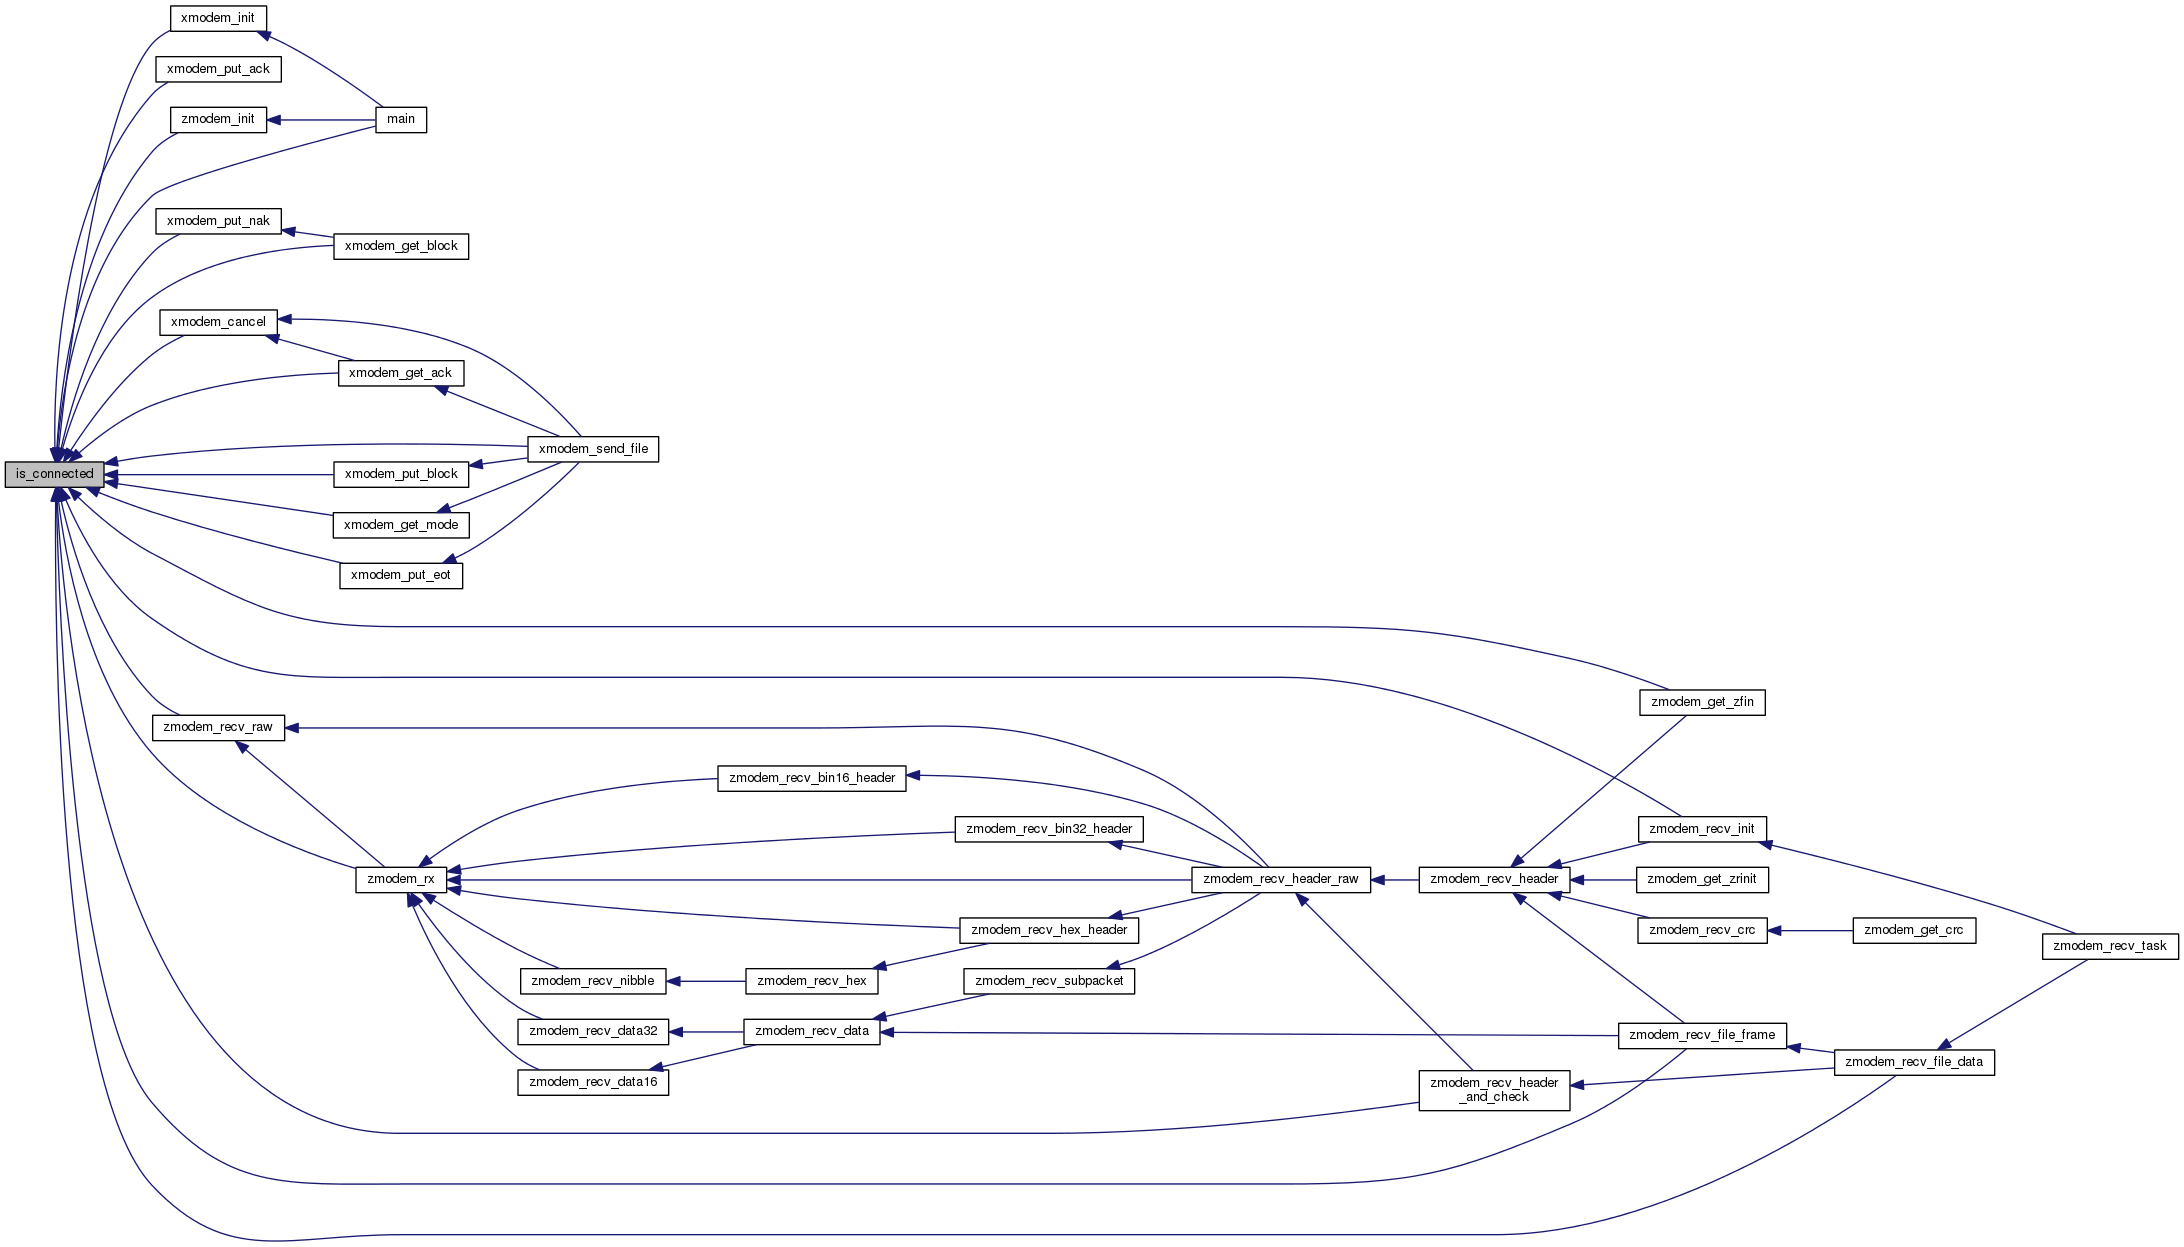 xmodem_init
xmodem_put_ack
zmodem_init
main
xmodem_put_nak
xmodem_get_block
xmodem_cancel
xmodem_get_ack
xmodem_send_file
is_connected
xmodem_put_block
xmodem_get_mode
xmodem_put_eot
zmodem_get_zfin
zmodem_recv_raw
zmodem_recv_bin16_header
zmodem_recv_bin32_header
zmodem_recv_init
zmodem_rx
zmodem_recv_header_raw
zmodem_recv_header
zmodem_get_zrinit
zmodem_recv_hex_header
zmodem_recv_crc
zmodem_get_crc
zmodem_recv_task
zmodem_recv_nibble
zmodem_recv_hex
zmodem_recv_subpacket
zmodem_recv_data32
zmodem_recv_data
zmodem_recv_file_frame
zmodem_recv_file_data
zmodem_recv_data16
zmodem_recv_header
_and_check